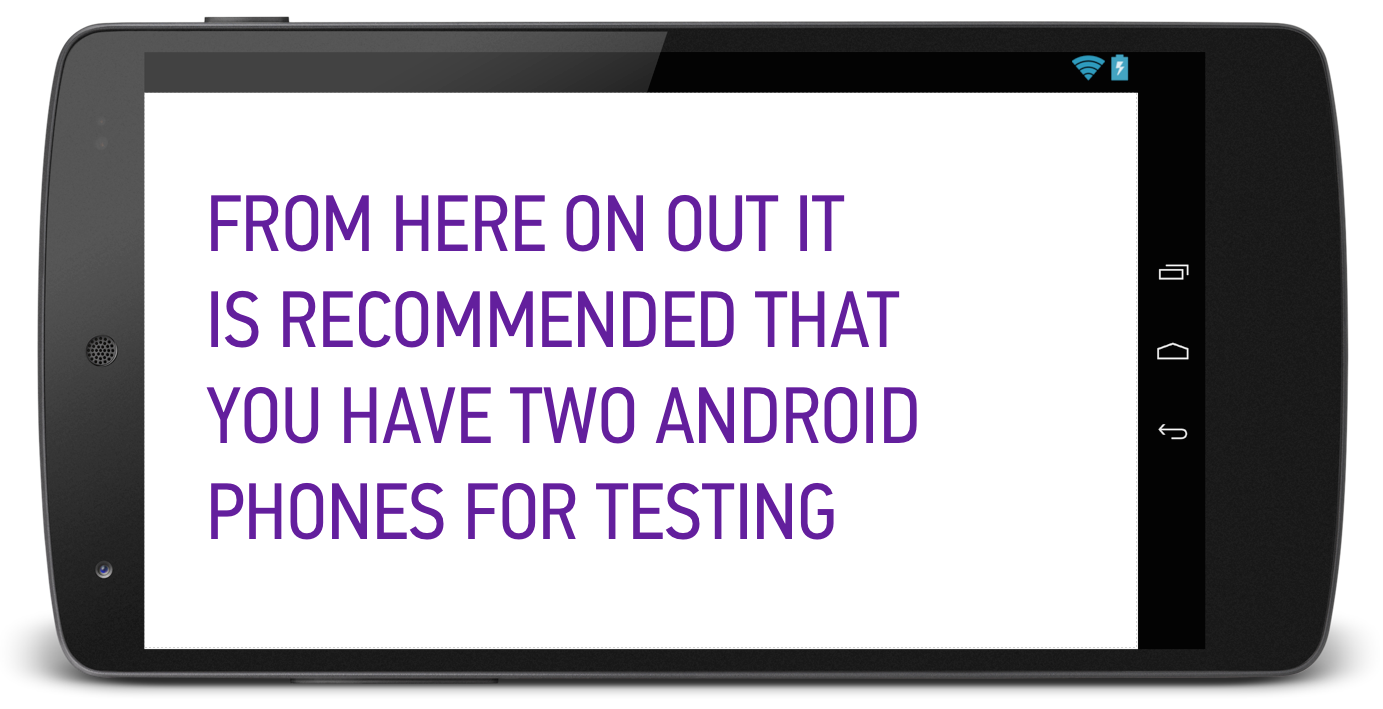 FROM HERE ON OUT IT
IS RECOMMENDED THAT
YOU HAVE TWO ANDROID
PHONES FOR TESTING